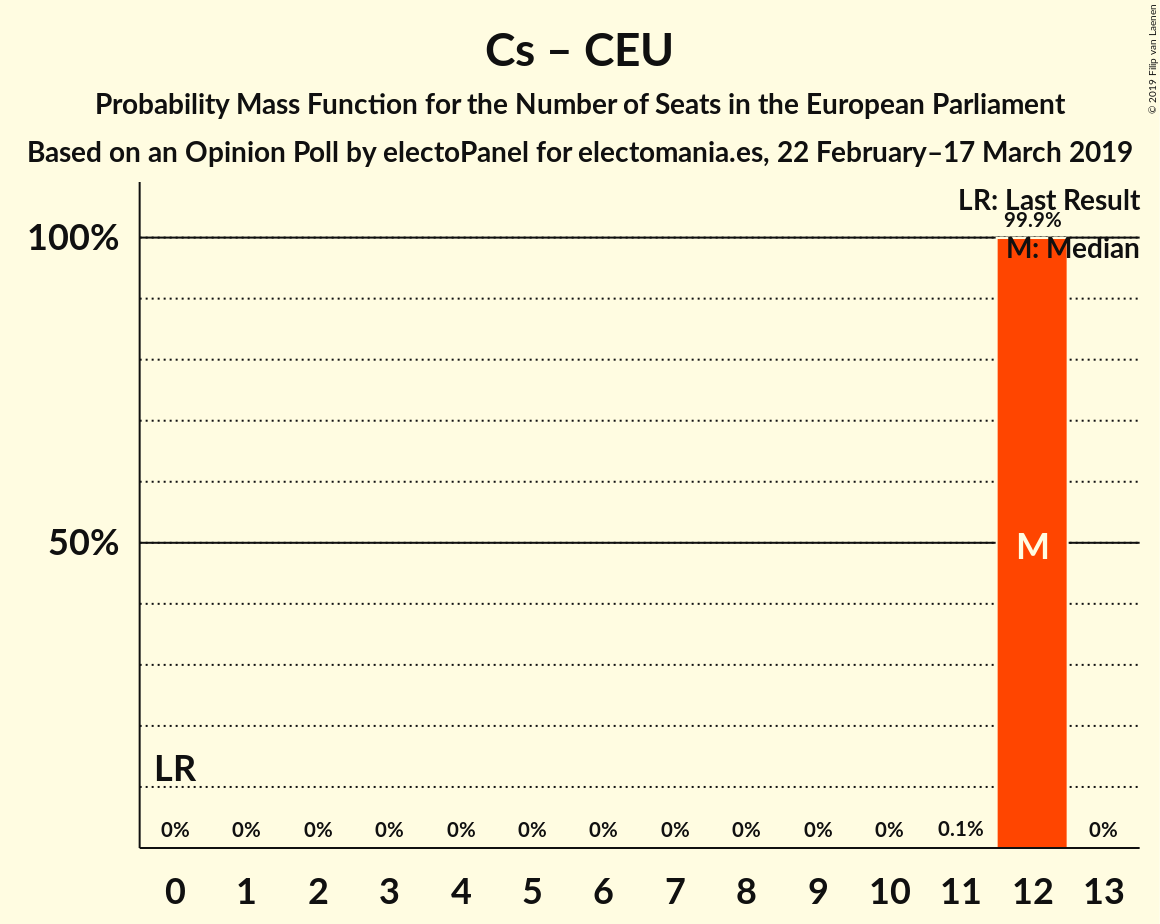 Cs – CEU
Probability Mass Function for the Number of Seats in the European Parliament
Based on an Opinion Poll by electoPanel for electomania.es, 22 February–17 March 2019
© 2019 Filip van Laenen
LR: Last Result
99.9%
100%
M: Median
50%
M
LR
0% 0% 0% 0% 0% 0% 0% 0% 0% 0% 0% 0.1% 0%
0 1 2 3 4 5 6 7 8 9 10 11 12 13